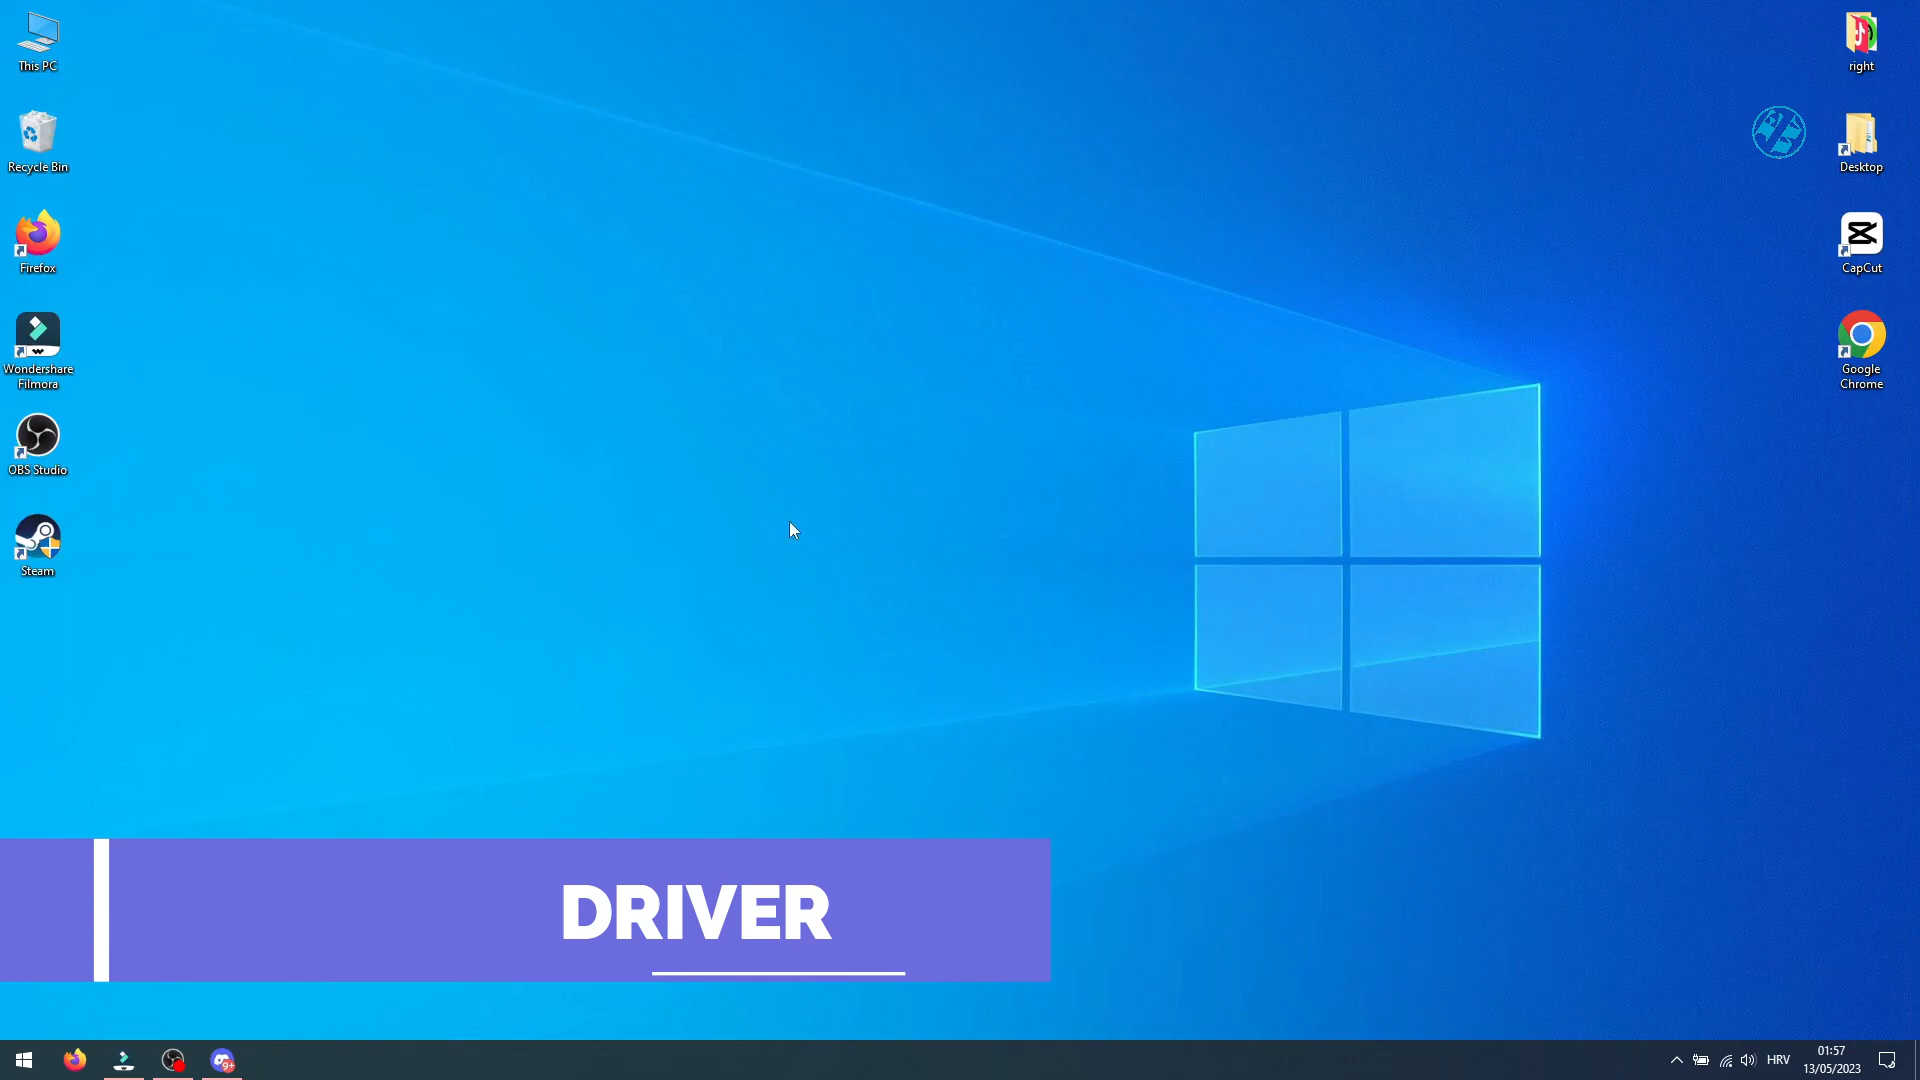 This PC
Recycle Bin
Firefox
Wondershare
Filmora
OBS Studio
Steam
right
Desktop
CapCut
Google
Chrome
DRIVER
9+
HRV
01:57
13/05/2023